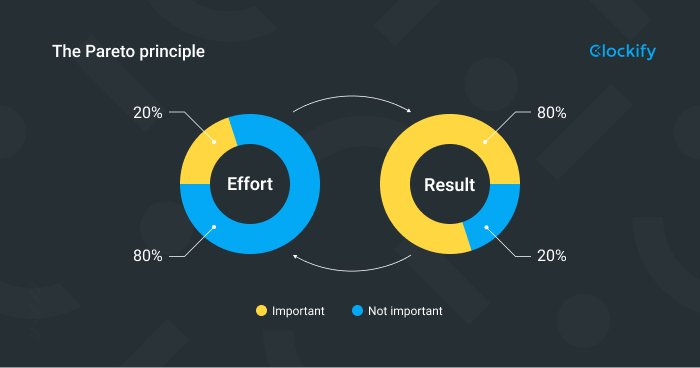 The Pareto principle
Clockify
20%
80%
Effort
Result
80%
20%
Important
Not important